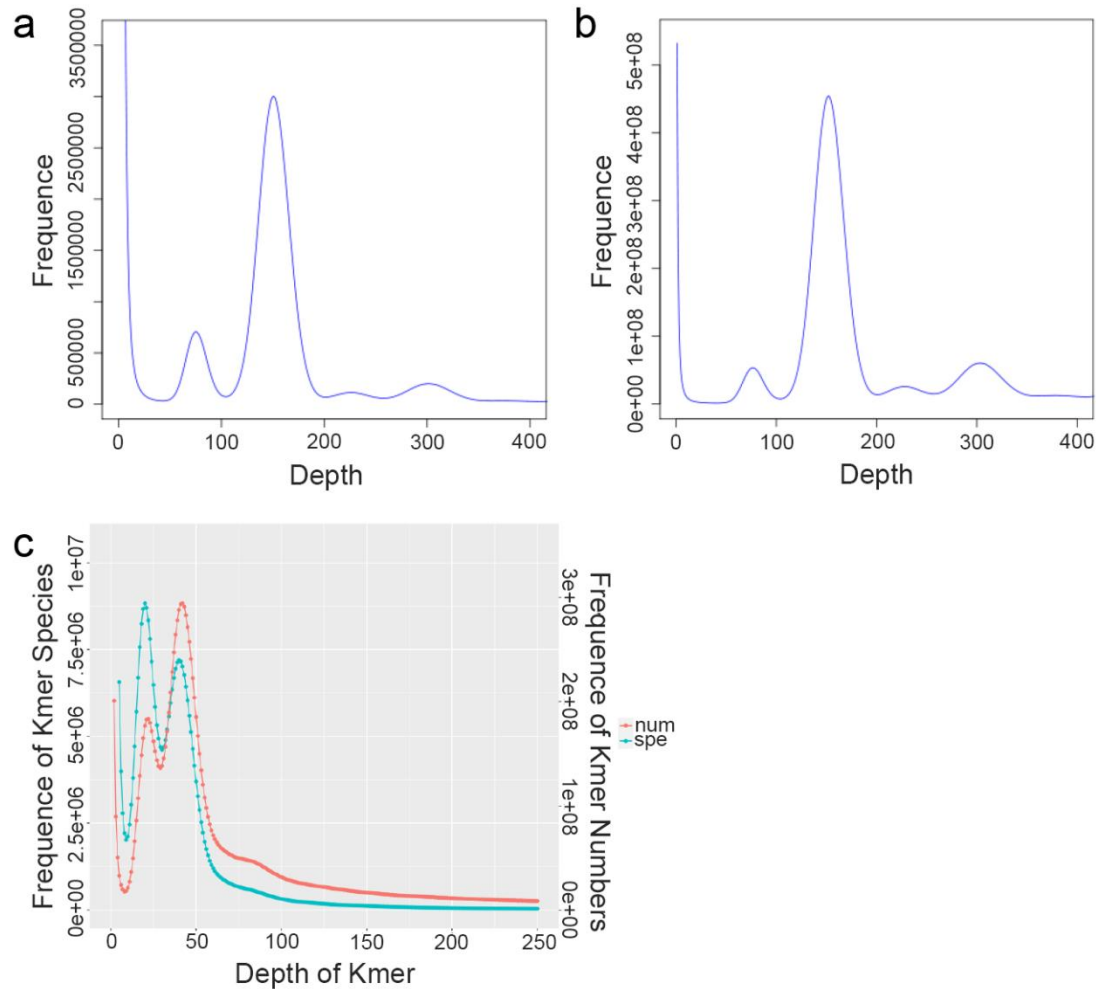 a
3500000
2500000
1500000
500000
0
Frequence
0 100 200 300 400
Depth
b
5e+08
4e+08
3e+08
2e+08
1e+08
0e+00
Frequence
0 100 200 300 400
Depth
c
1e+07
7.5e+06
5e+06
2.5e+06
0e+00
Frequence of Kmer Species
3e+08
2e+08
1e+08
0e+00
Frequence of Kmer Numbers
num
spe
0 50 100 150 200 250
Depth of Kmer